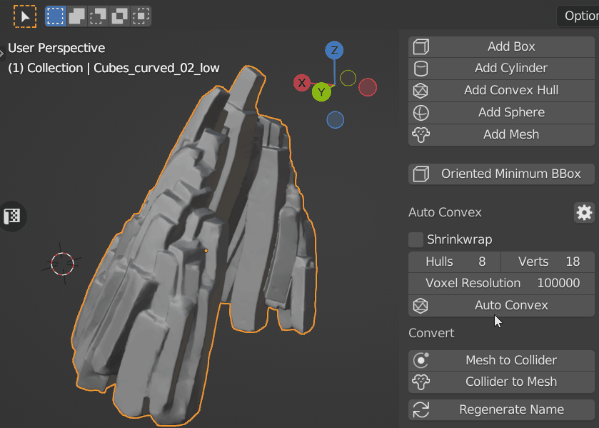 Optio
User Perspective
(1) Collection | Cubes_curved_02_low
Z
X
Y
Add Box
Add Cylinder
Add Convex Hull
Add Sphere
Add Mesh
Oriented Minimum BBox
Auto Convex
Shrinkwrap
Hulls 8 Verts 18
Voxel Resolution 100000
Auto Convex
Convert
Mesh to Collider
Collider to Mesh
Regenerate Name